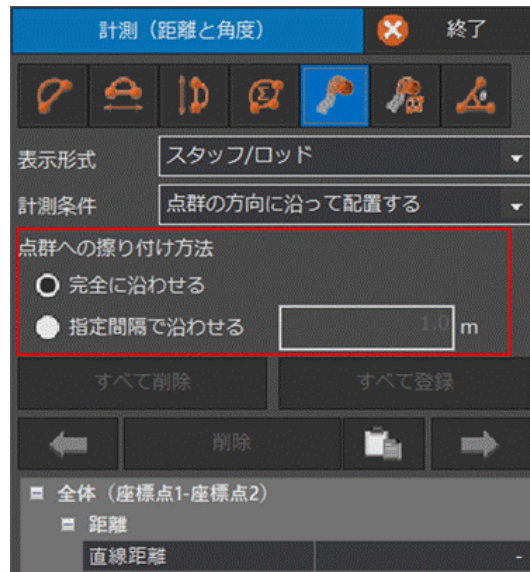 計測（距離と角度）
終了
表示形式
スタッフ/ロッド
計測条件
点群の方向に沿って配置する
点群への擦り付け方法
完全に沿わせる
指定間隔で沿わせる
1.0 m
すべて削除
すべて登録
削除
全体（座標点1-座標点2）
距離
直線距離
-